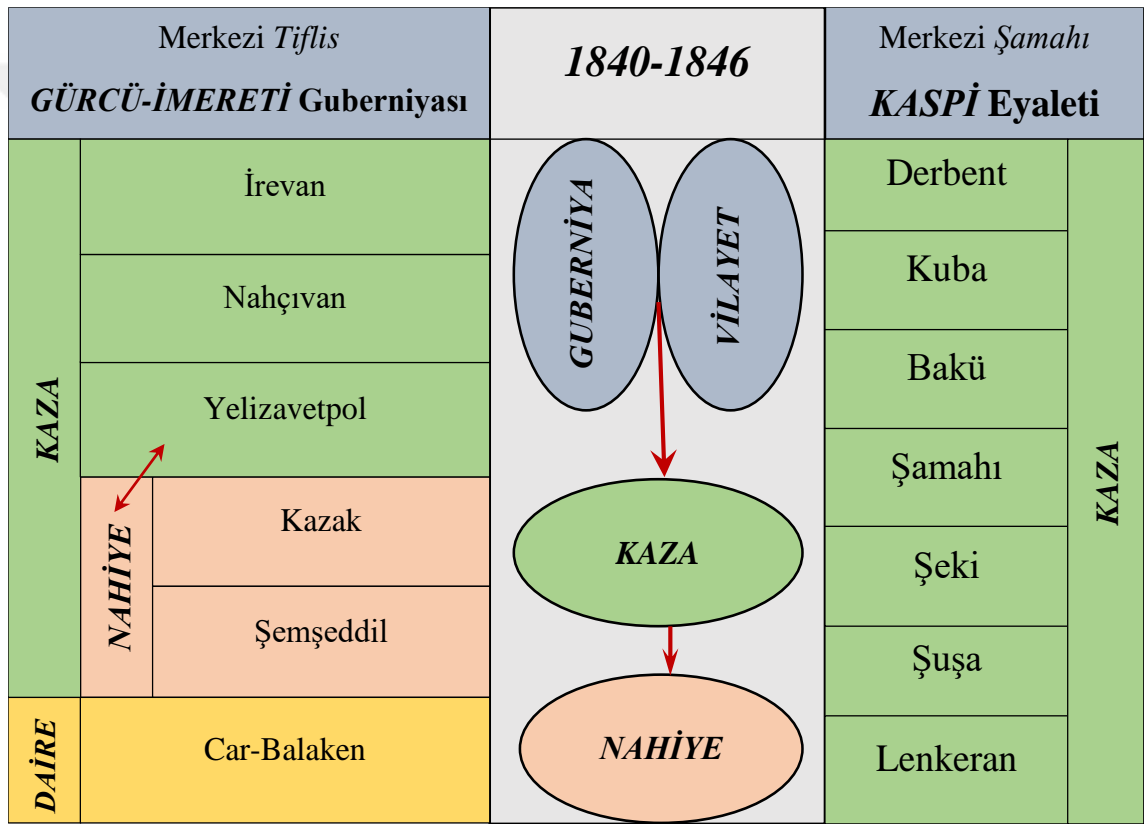 Merkezi Tiflis
GÜRCÜ-İMERETİ Guberniyası
KAZA
İrevan
Nahçıvan
Yelizavetpol
NAHİYE
Kazak
Şemşeddil
DAİRE
Car-Balaken
1840-1846
GUBERNİYA
VİLAYET
KAZA
NAHİYE
Merkezi Şamahı
KASPİ Eyaleti
Derbent
Kuba
Bakü
Şamahı
Şeki
Şuşa
Lenkeran
KAZA